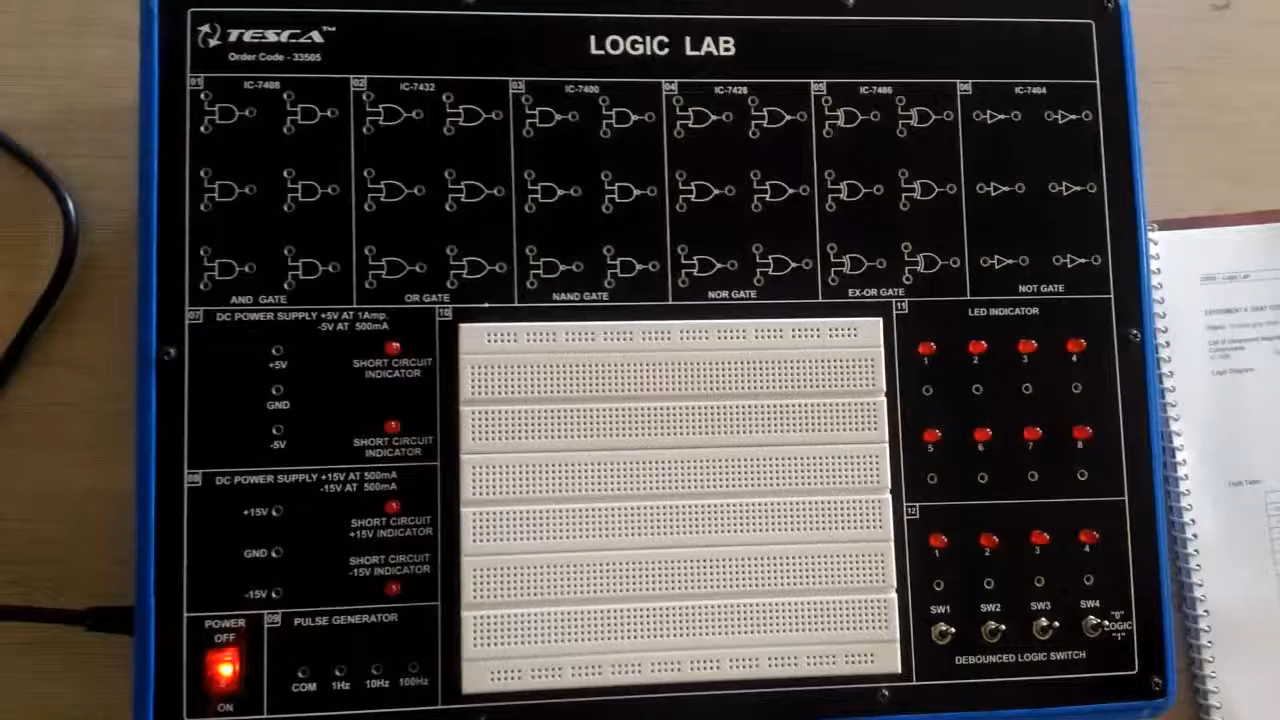 TESCA™
Order Code - 33505
LOGIC LAB
01 IC-7408
02 IC-7432
03 IC-7400
04 IC-7428
05 IC-7486
06 IC-7404
AND GATE
OR GATE
NAND GATE
NOR GATE
EX-OR GATE
NOT GATE
07 DC POWER SUPPLY +5V AT 1Amp.
-5V AT 500mA
+5V
SHORT CIRCUIT
INDICATOR
GND
-5V
SHORT CIRCUIT
INDICATOR
08 DC POWER SUPPLY +15V AT 500mA
-15V AT 500mA
+15V
SHORT CIRCUIT
+15V INDICATOR
GND
SHORT CIRCUIT
-15V INDICATOR
-15V
POWER
OFF
ON
09 PULSE GENERATOR
COM 1Hz 10Hz 100Hz
10
11
LED INDICATOR
1 2 3 4
5 6 7 8
12
1 2 3 4
SW1 SW2 SW3 SW4
"0"
LOGIC
"1"
DEBOUNCED LOGIC SWITCH
Logic Diagram